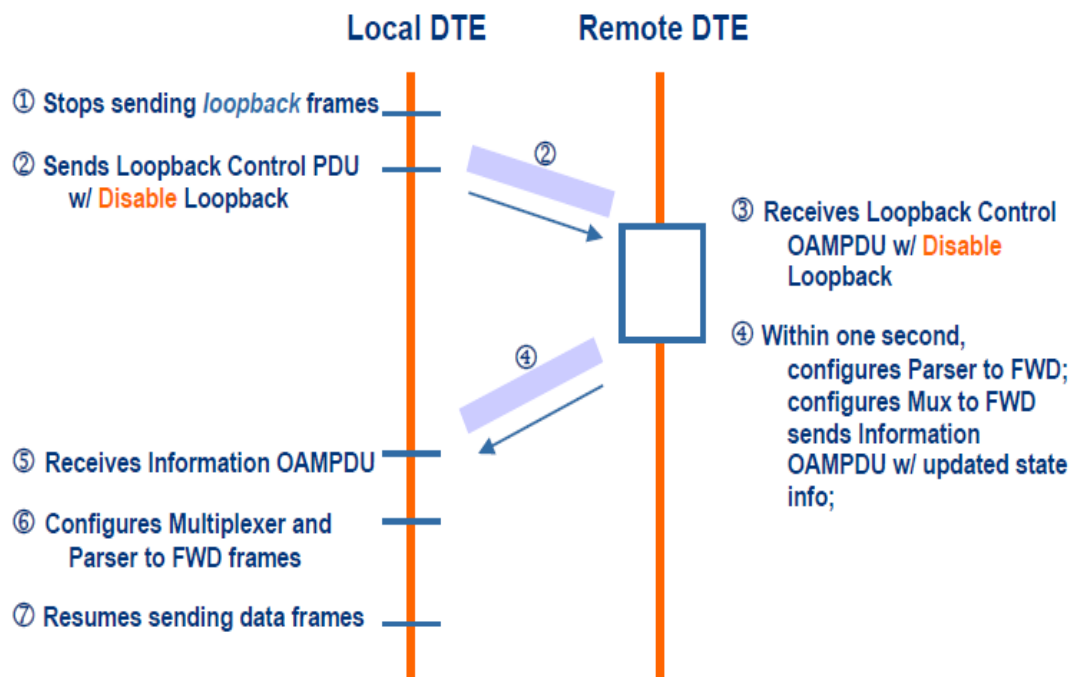 Local DTE
Remote DTE
① Stops sending loopback frames
② Sends Loopback Control PDU
w/ Disable Loopback
②
③ Receives Loopback Control
OAMPDU w/ Disable
Loopback
④ Within one second,
configures Parser to FWD;
configures Mux to FWD
sends Information
OAMPDU w/ updated state
info;
④
⑤ Receives Information OAMPDU
⑥ Configures Multiplexer and
Parser to FWD frames
⑦ Resumes sending data frames